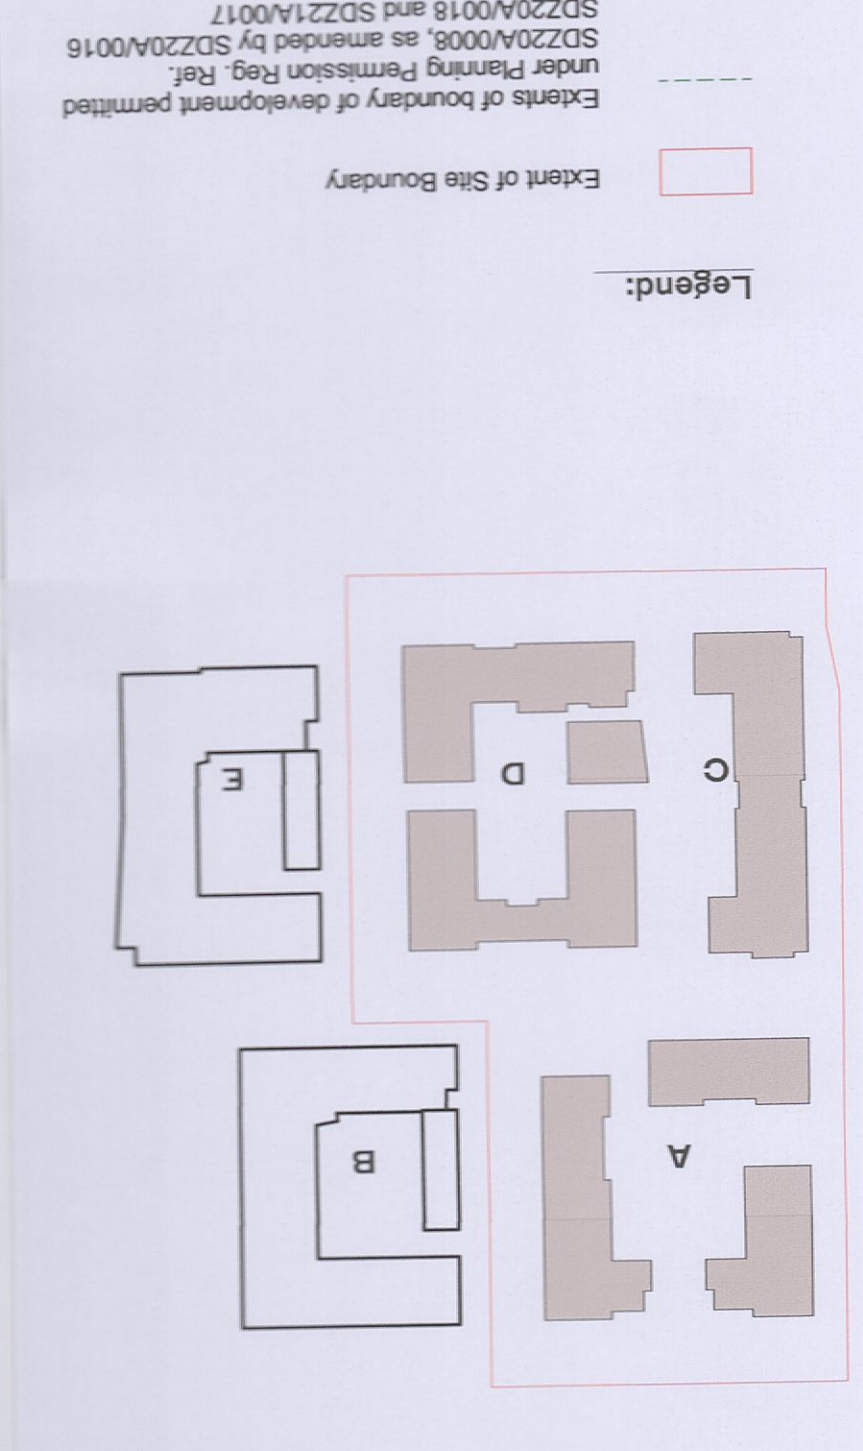 B
A
E
D
C
Legend:
Extent of Site Boundary
Extents of boundary of development permitted
under Planning Permission Reg. Ref.
SDZ20A/0008, as amended by SDZ20A/0016
SDZ20A/0018 and SDZ21A/0017